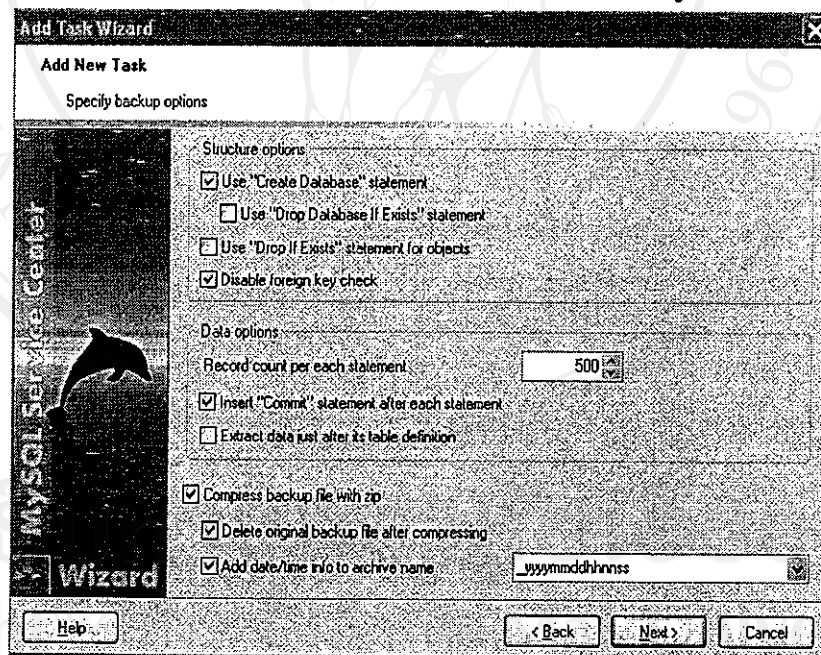 Add Task Wizard
Add New Task
Specify backup options
Structure options
Use "Create Database" statement
Use "Drop Database If Exists" statement
Use "Drop If Exists" statement for objects
Disable foreign key check
Data options
Record count per each statement 500
Insert "Commit" statement after each statement
Extract data just after its table definition
Compress backup file with zip
Delete original backup file after compressing
Add date/time info to archive name _yyyymmddhhnnss
MySQL Service Center
Wizard
Help < Back Next > Cancel